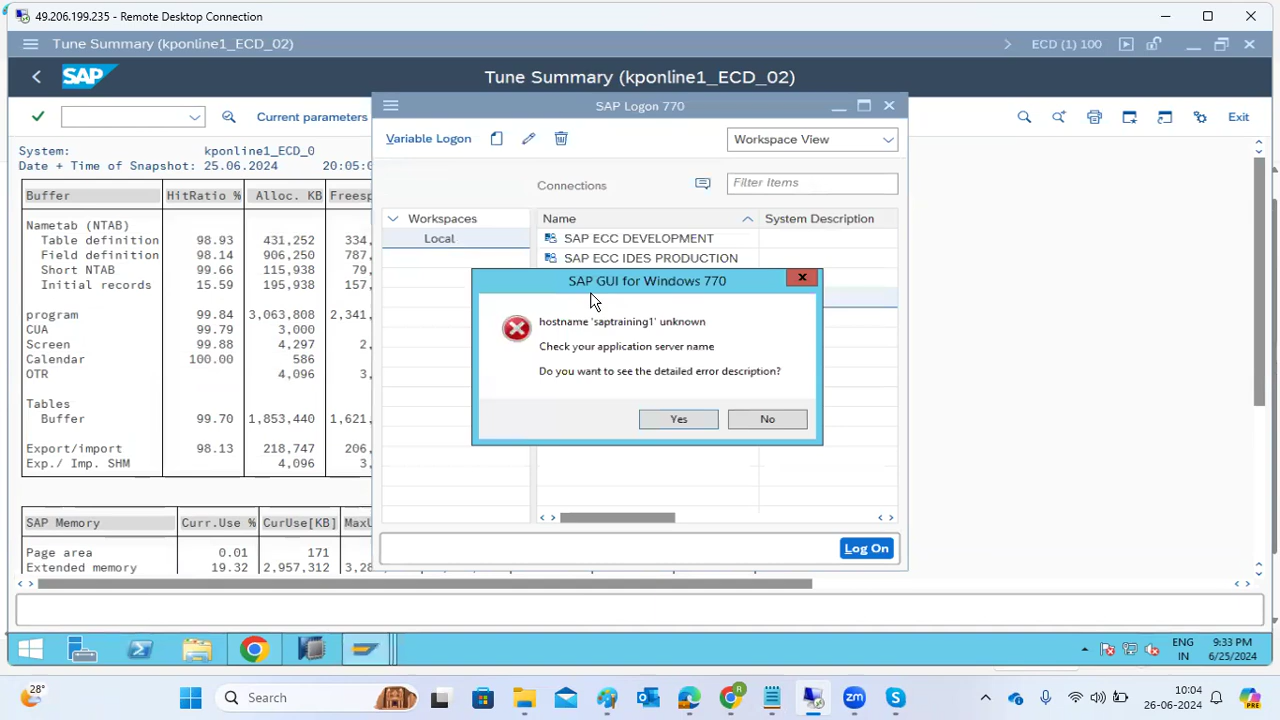 49.206.199.235 - Remote Desktop Connection
Tune Summary (kponline1_ECD_02)
ECD (1) 100
SAP
Tune Summary (kponline1_ECD_02)
Current parameters
Exit
SAP Logon 770
Variable Logon
Workspace View
Connections
Filter Items
Workspaces
Local
Name
System Description
SAP ECC DEVELOPMENT
SAP ECC IDES PRODUCTION
SAP GUI for Windows 770
hostname 'saptraining1' unknown
Check your application server name
Do you want to see the detailed error description?
Yes
No
Log On
System: kponline1_ECD_0
Date + Time of Snapshot: 25.06.2024 20:05:0
Buffer HitRatio % Alloc. KB Freesp
Nametab (NTAB)
Table definition 98.93 431,252 334,
Field definition 98.14 906,250 787,
Short NTAB 99.66 115,938 79,
Initial records 15.59 195,938 157,
program 99.84 3,063,808 2,341,
CUA 99.79 3,000
Screen 99.88 4,297 2,
Calendar 100.00 586
OTR 4,096 3,
Tables
Buffer 99.70 1,853,440 1,621,
Export/import 98.13 218,747 206,
Exp./ Imp. SHM 4,096 3,
SAP Memory Curr.Use % CurUse[KB] MaxU
Page area 0.01 171
Extended memory 19.32 2,957,312 3,28
ENG
IN
9:33 PM
6/25/2024
28°
Search
10:04
26-06-2024
PRE